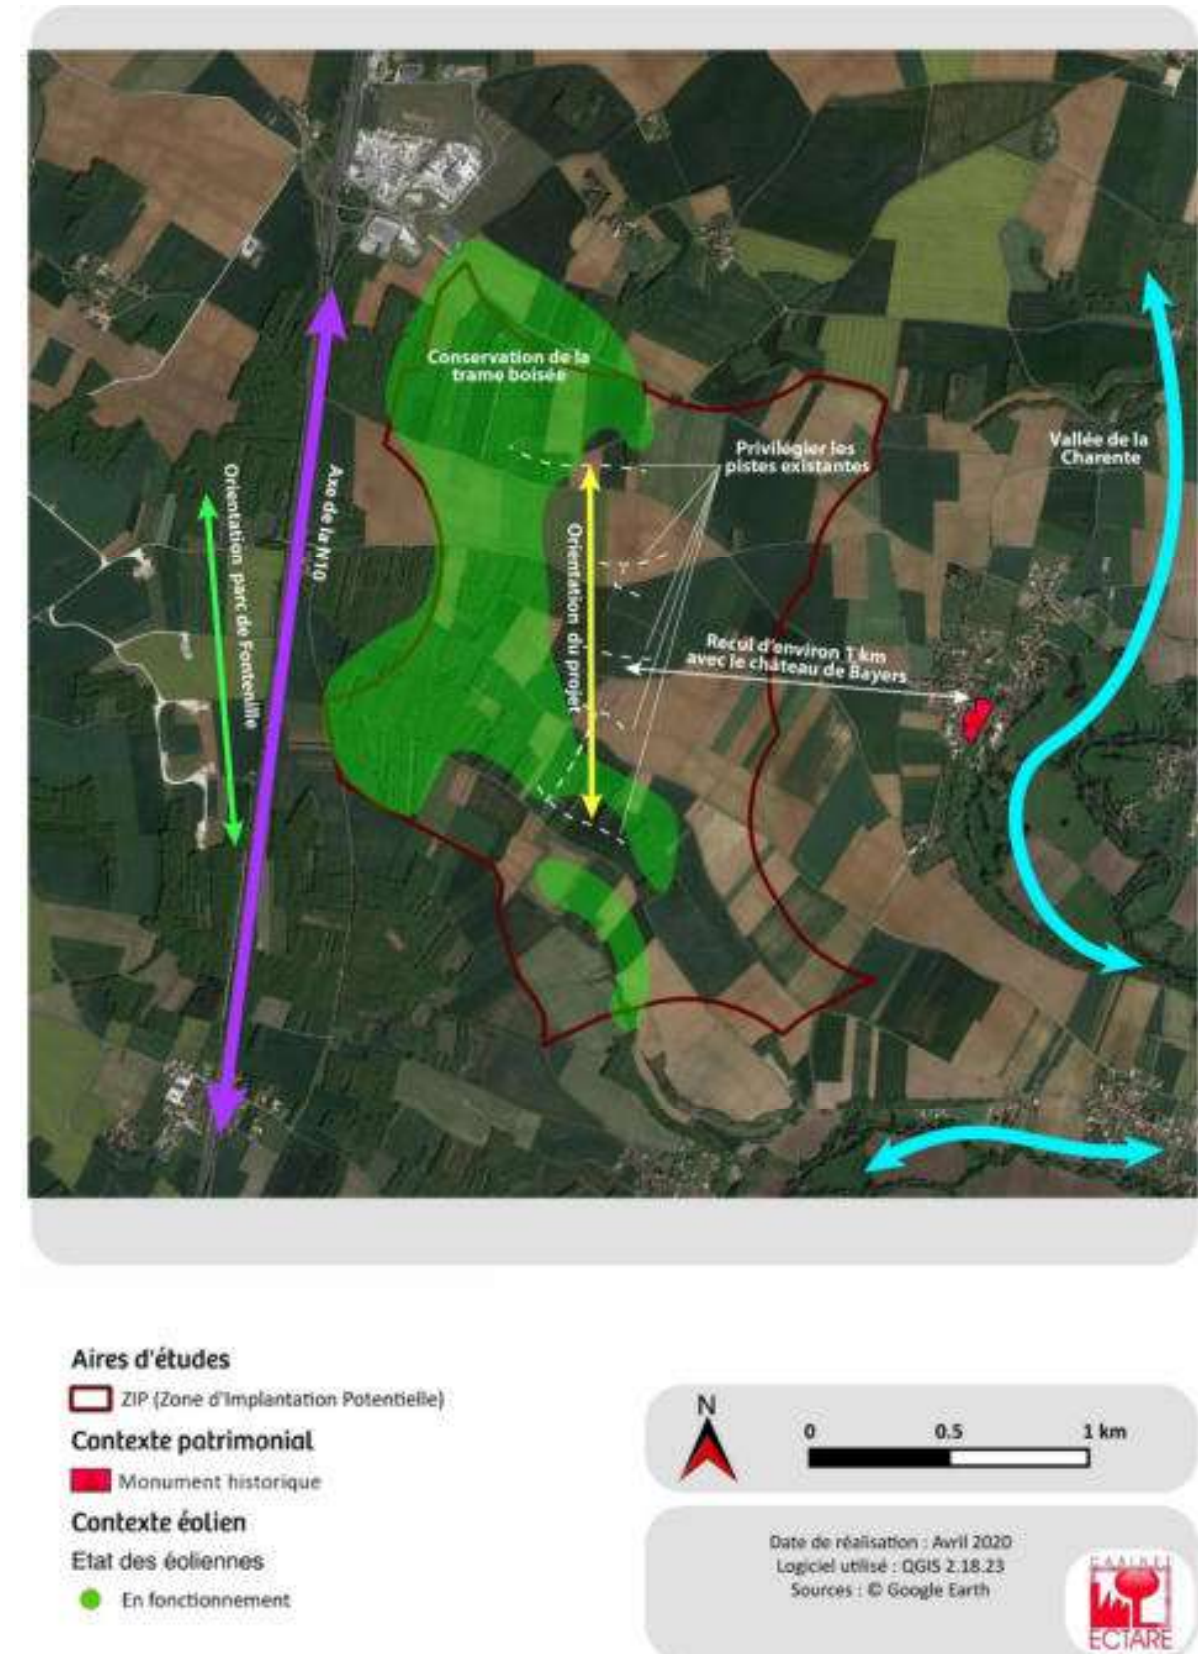 Conservation de la
trame boisée
Privilégier les
pistes existantes
Vallée de la
Charente
Orientation parc de Fontenille
Axe de la N10
Orientation du projet
Recul d'environ 1 km
avec le château de Bayers
Aires d'études
ZIP (Zone d'Implantation Potentielle)
Contexte patrimonial
Monument historique
Contexte éolien
Etat des éoliennes
En fonctionnement
N
0 0.5 1 km
Date de réalisation : Avril 2020
Logiciel utilisé : QGIS 2.18.23
Sources : © Google Earth
CABINET
ECTARE